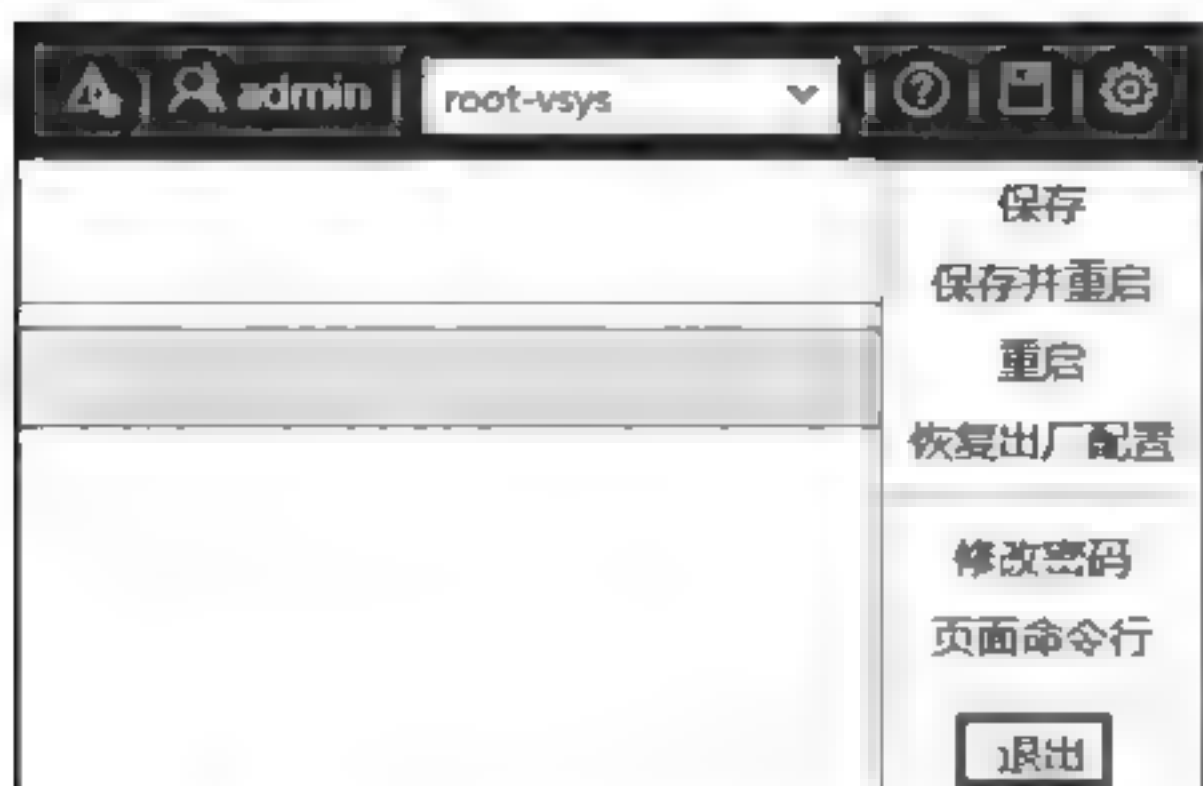 admin root-vsys
保存
保存并重启
重启
恢复出厂配置
修改密码
页面命令行
退出